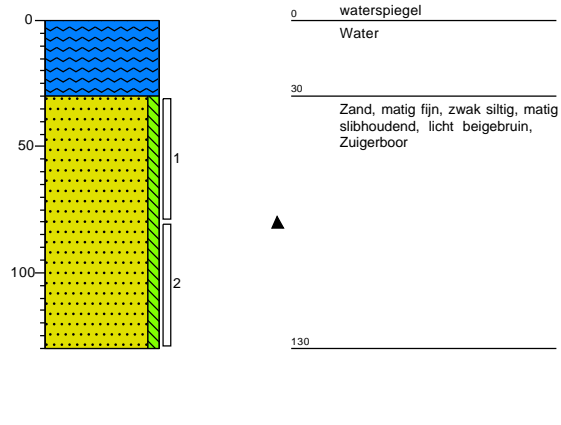 0
50
100
1
2
0 waterspiegel
Water
30
Zand, matig fijn, zwak siltig, matig
slibhoudend, licht beigebruin,
Zuigerboor
130